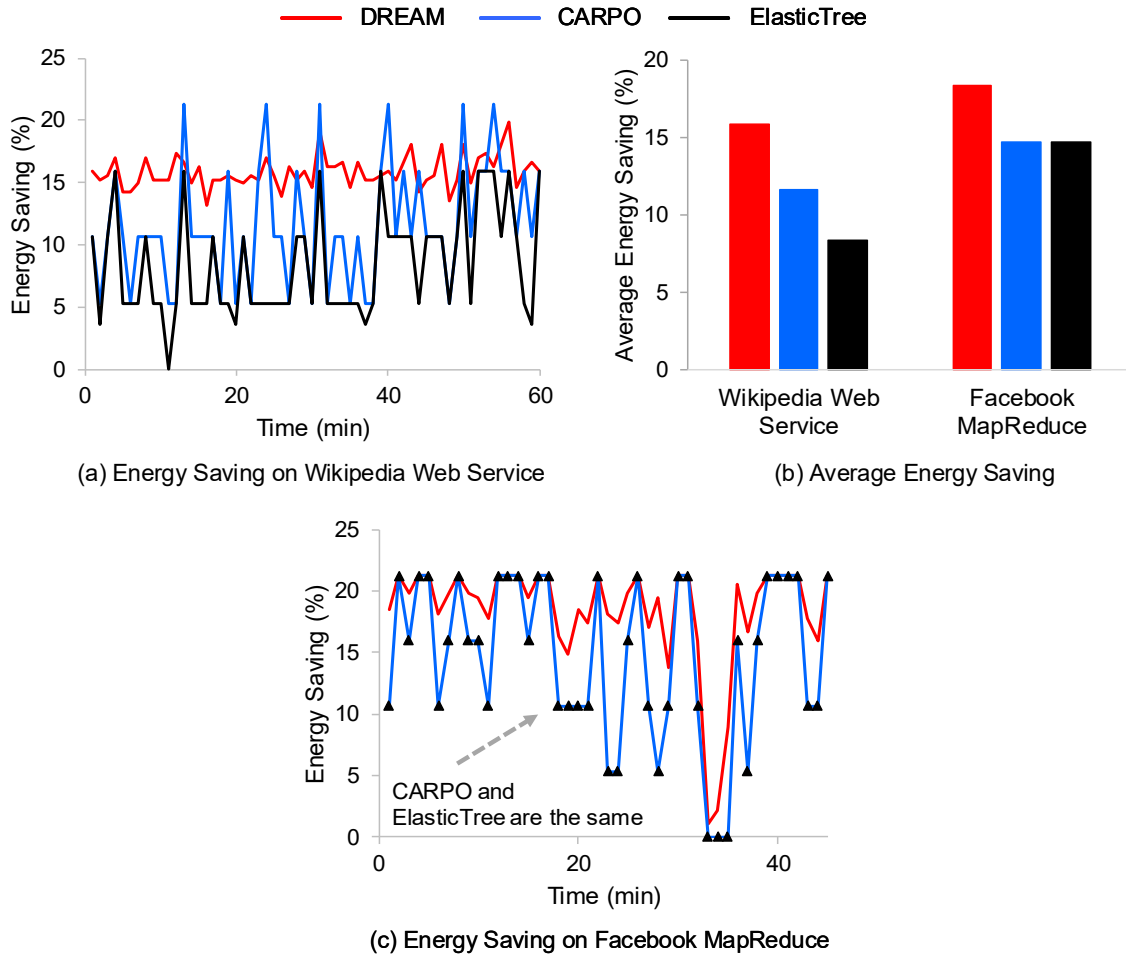 DREAM CARPO ElasticTree
Energy Saving (%)
25
20
15
10
5
0
0 20 40 60
Time (min)
(a) Energy Saving on Wikipedia Web Service
Average Energy Saving (%)
20
15
10
5
0
Wikipedia Web
Service
Facebook
MapReduce
(b) Average Energy Saving
Energy Saving (%)
25
20
15
10
5
0
CARPO and
ElasticTree are the same
0 20 40
Time (min)
(c) Energy Saving on Facebook MapReduce